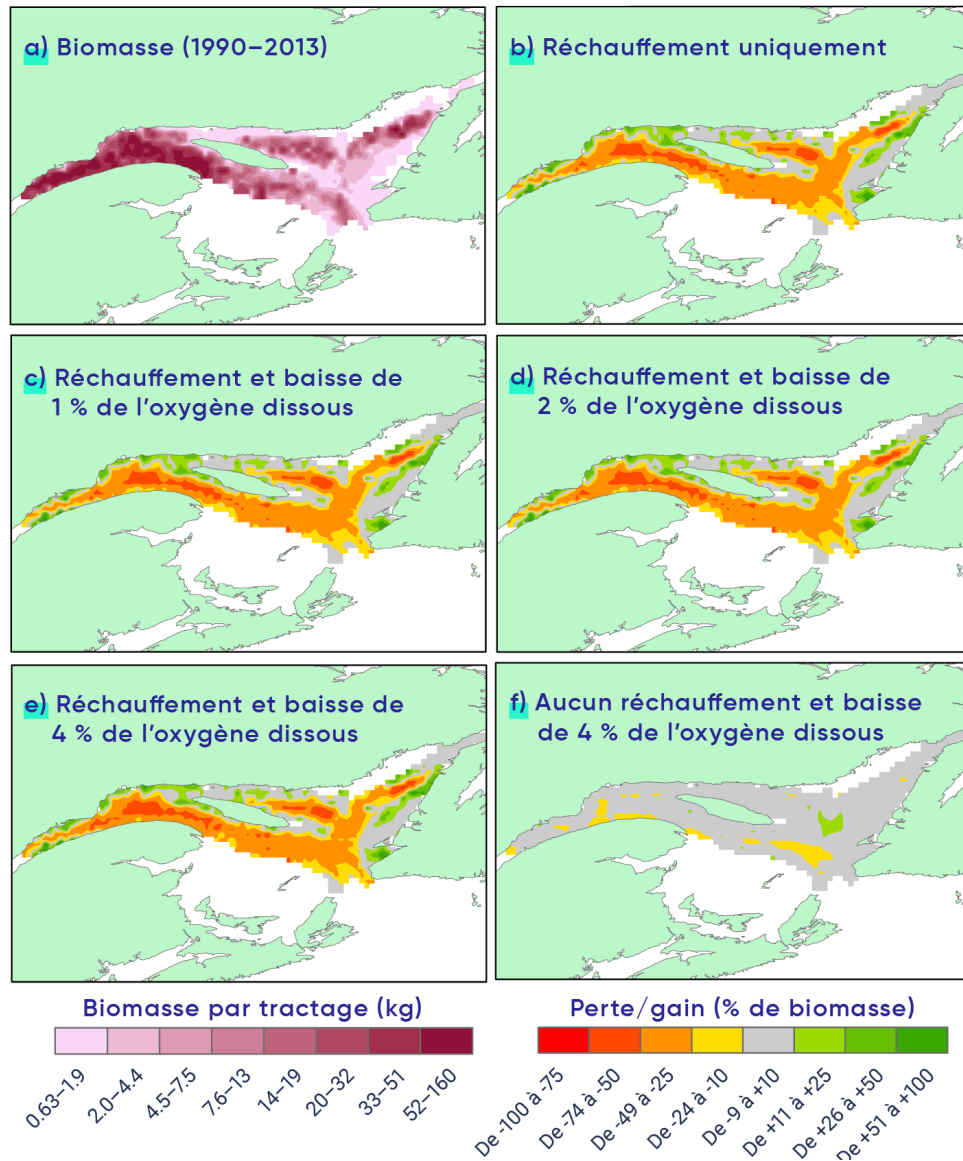 a) Biomasse (1990–2013)
b) Réchauffement uniquement
c) Réchauffement et baisse de
1 % de l’oxygène dissous
d) Réchauffement et baisse de
2 % de l’oxygène dissous
e) Réchauffement et baisse de
4 % de l’oxygène dissous
f) Aucun réchauffement et baisse
de 4 % de l’oxygène dissous
Biomasse par tractage (kg)
0.63–1.9
2.0–4.4
4.5–7.5
7.6–13
14–19
20–32
33–51
52–160
Perte/gain (% de biomasse)
De -100 à -75
De -74 à -50
De -49 à -25
De -24 à -10
De -9 à +10
De +11 à +25
De +26 à +50
De +51 à +100